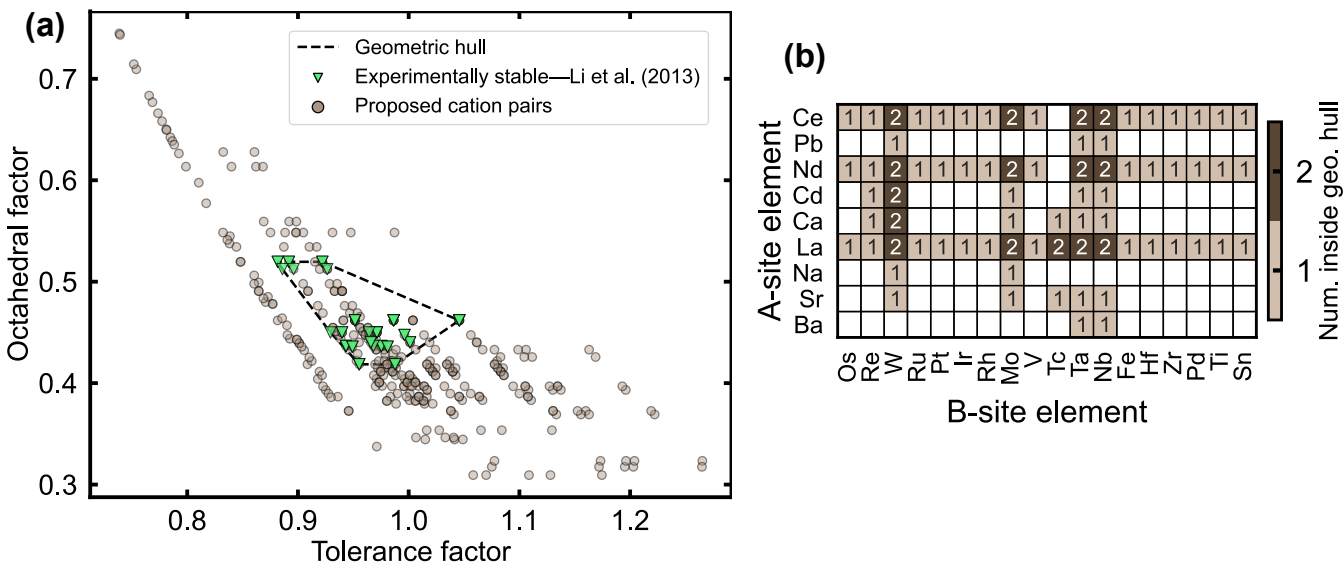 (a)
Geometric hull
Experimentally stable—Li et al. (2013)
Proposed cation pairs
Octahedral factor
0.7
0.6
0.5
0.4
0.3
0.8 0.9 1.0 1.1 1.2
Tolerance factor
(b)
A-site element
Ce 1 1 2 1 1 1 1 2 1 2 2 1 1 1 1 1 1
Pb 1 1 1
Nd 1 1 2 1 1 1 1 2 1 2 2 1 1 1 1 1 1
Cd 1 2 1 1 1
Ca 1 2 1 1 1 1
La 1 1 2 1 1 1 1 2 1 2 2 2 1 1 1 1 1 1
Na 1 1
Sr 1 1 1 1 1
Ba 1 1
Os Re W Ru Pt Ir Rh Mo V Tc Ta Nb Fe Hf Zr Pd Ti Sn
B-site element
2
1
Num. inside geo. hull